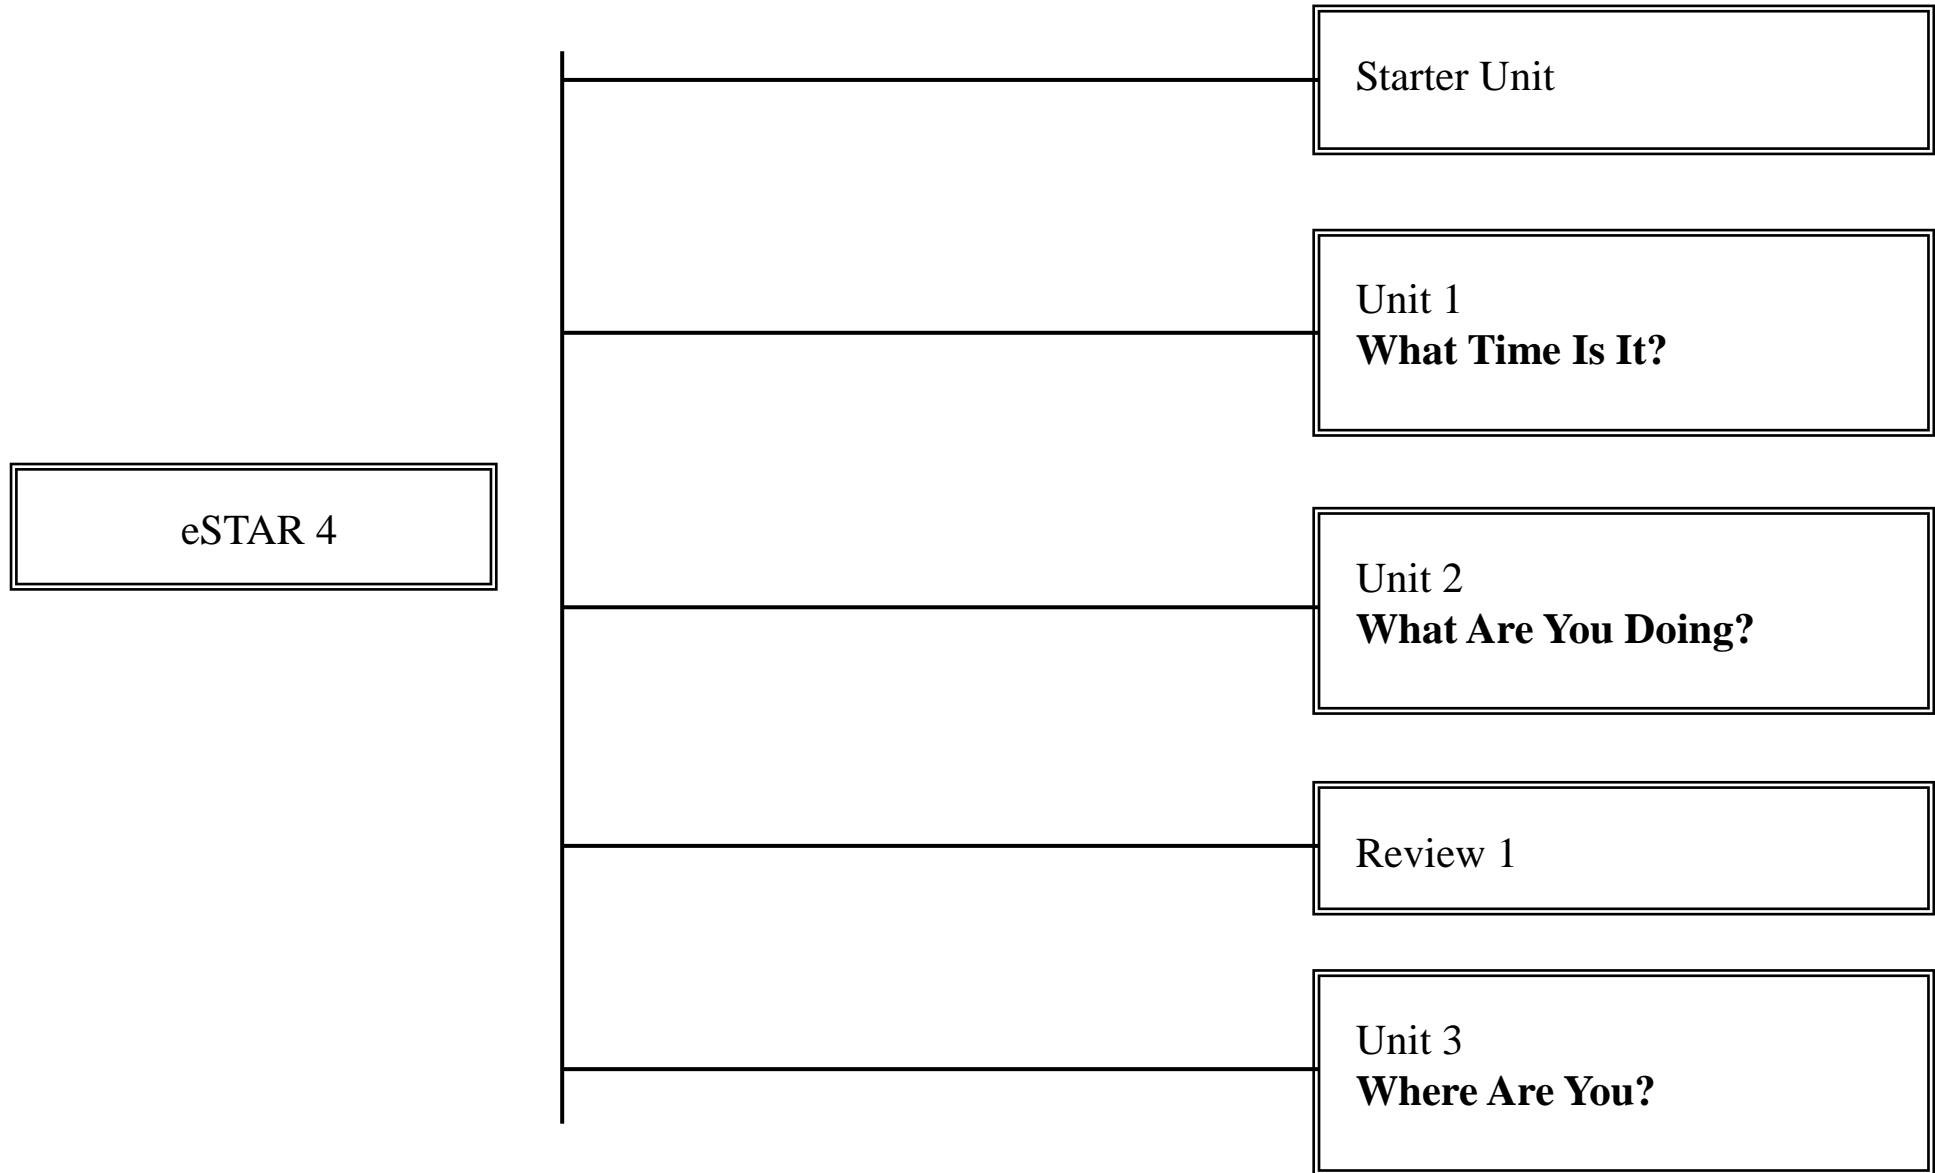 Starter Unit
Unit 1
What Time Is It?
eSTAR 4
Unit 2
What Are You Doing?
Review 1
Unit 3
Where Are You?